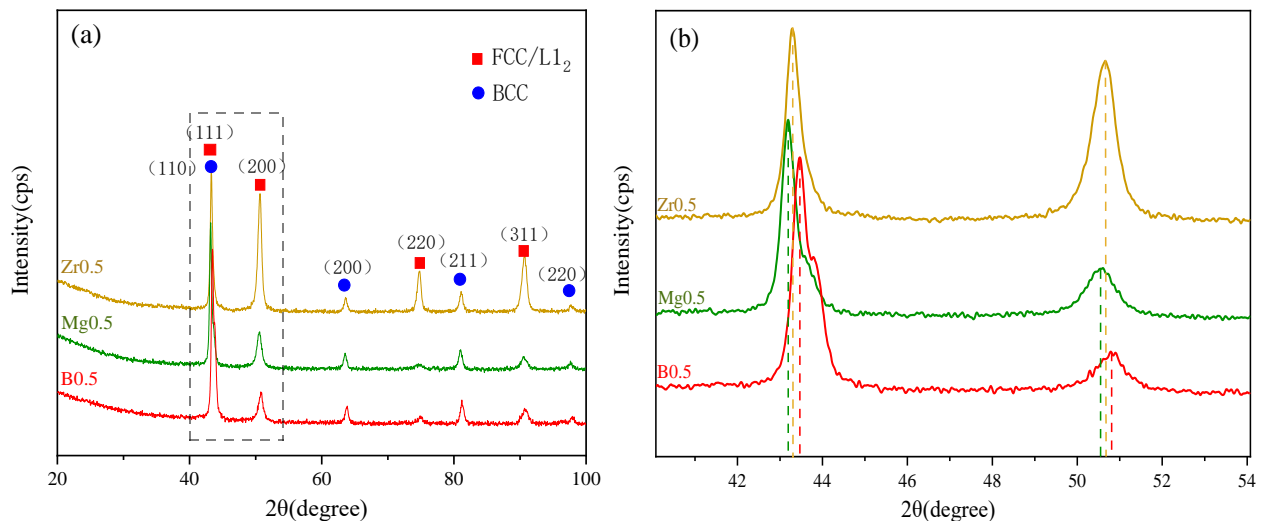 (a)
FCC/L1₂
BCC
(111)
(110)
(200)
(200)
(220)
(211)
(311)
(220)
Zr0.5
Mg0.5
B0.5
Intensity(cps)
20 40 60 80 100
2θ(degree)
(b)
Zr0.5
Mg0.5
B0.5
Intensity(cps)
42 44 46 48 50 52 54
2θ(degree)